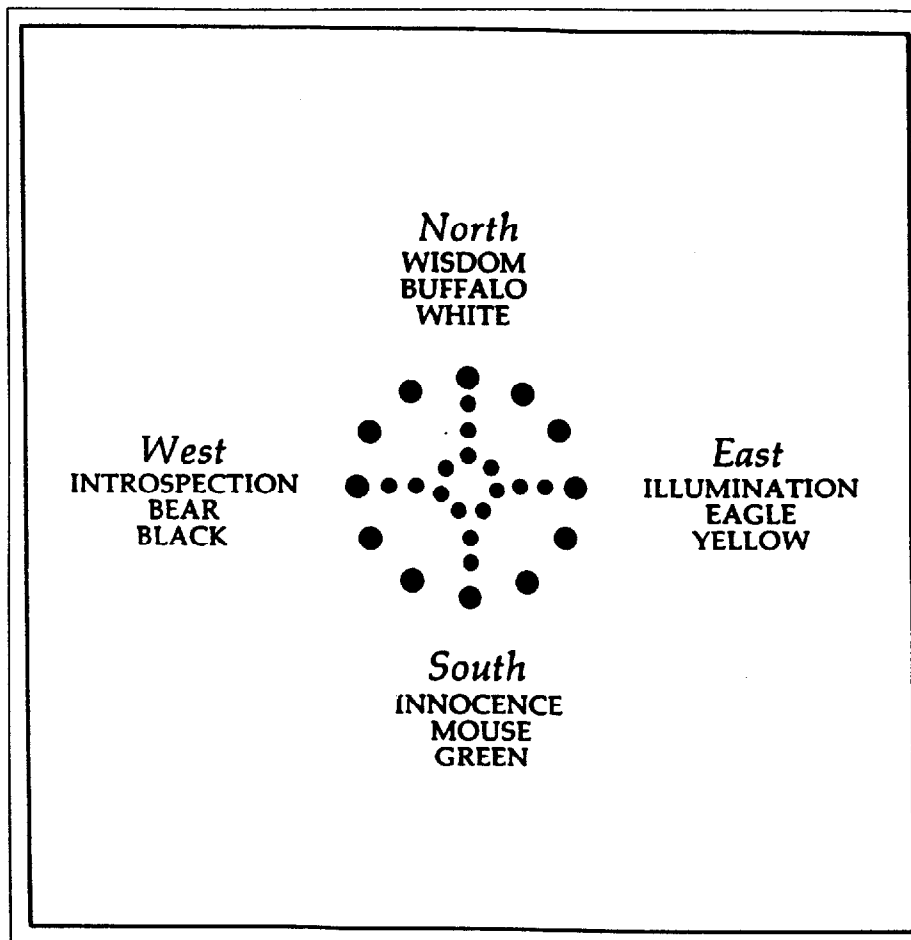 North
WISDOM
BUFFALO
WHITE
West
INTROSPECTION
BEAR
BLACK
East
ILLUMINATION
EAGLE
YELLOW
South
INNOCENCE
MOUSE
GREEN